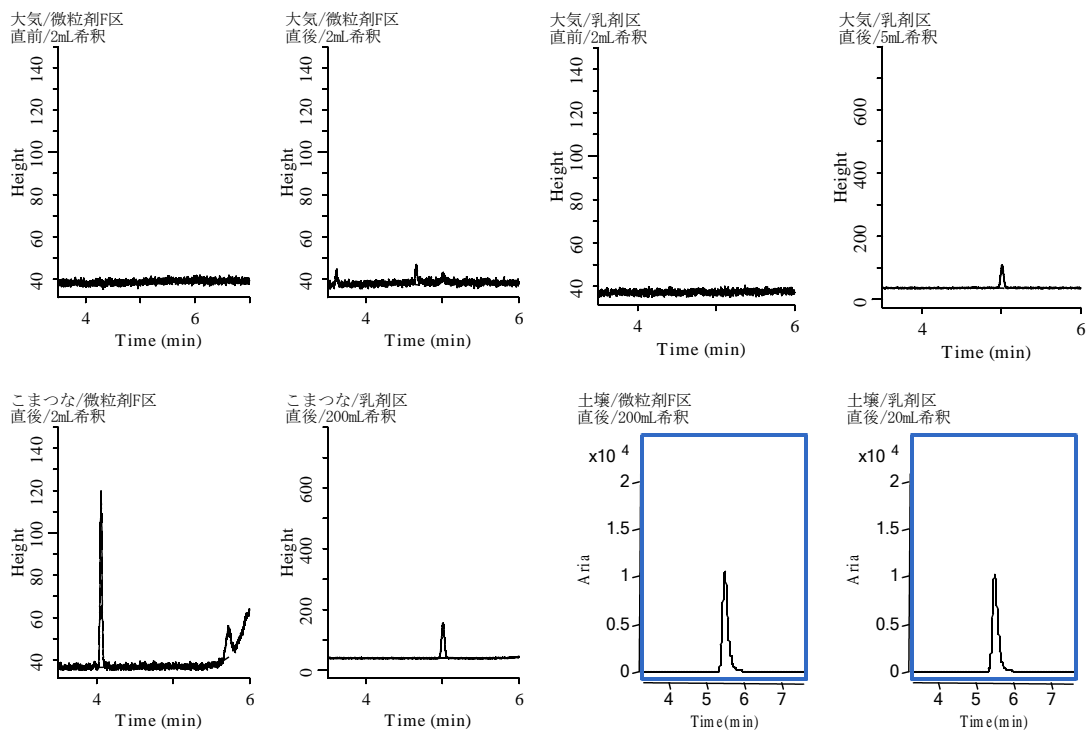 大気/微粒剤F区
直前/2mL希釈
140
120
100
80
60
40
Height
4
6
Time (min)
大気/微粒剤F区
直後/2mL希釈
140
120
100
80
60
40
Height
4
6
Time (min)
大気/乳剤区
直前/2mL希釈
140
120
100
80
60
40
Height
4
6
Time (min)
大気/乳剤区
直後/5mL希釈
600
400
200
0
Height
4
6
Time (min)
こまつな/微粒剤F区
直後/2mL希釈
140
120
100
80
60
40
Height
4
6
Time (min)
こまつな/乳剤区
直後/200mL希釈
600
400
200
0
Height
4
6
Time (min)
土壌/微粒剤F区
直後/200mL希釈
x10 4
2
1.5
1
0.5
0
Aria
4 5 6 7
Time(min)
土壌/乳剤区
直後/20mL希釈
x10 4
2
1.5
1
0.5
0
Aria
4 5 6 7
Time(min)